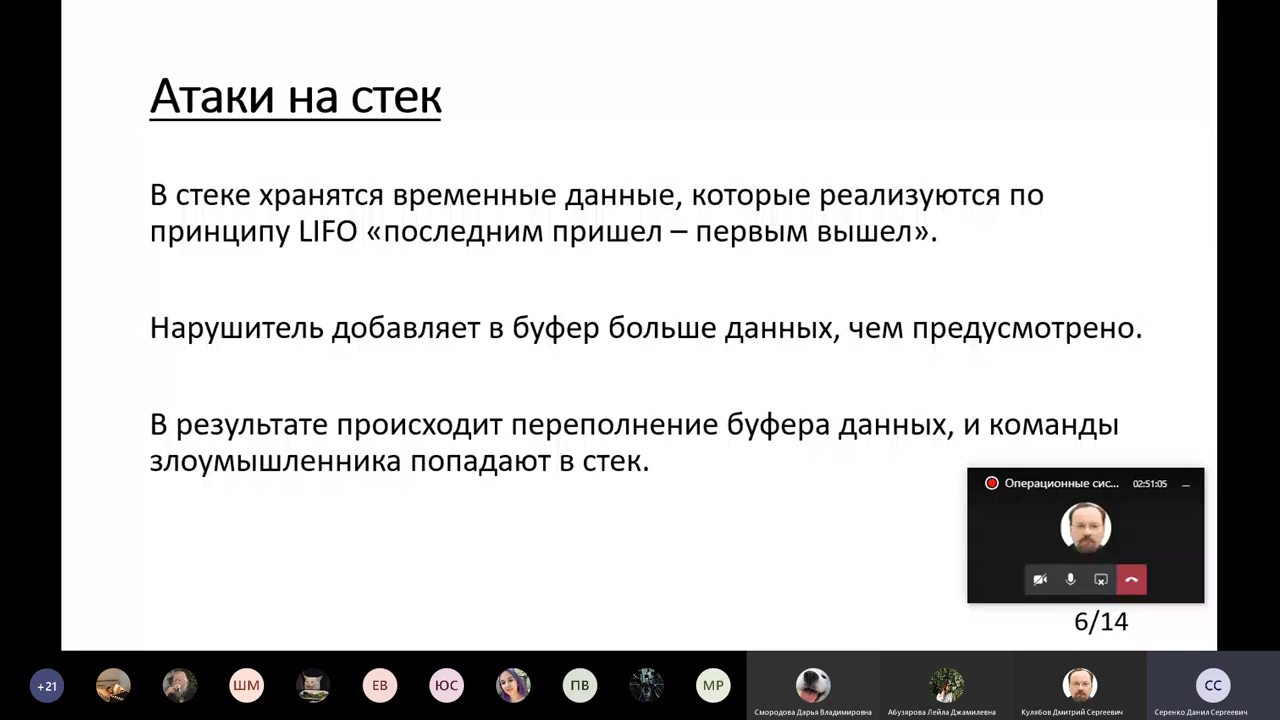 Атаки на стек
В стеке хранятся временные данные, которые реализуются по
принципу LIFO «последним пришел – первым вышел».
Нарушитель добавляет в буфер больше данных, чем предусмотрено.
В результате происходит переполнение буфера данных, и команды
злоумышленника попадают в стек.
Операционные сис... 02:51:05
6/14
+21 ШМ ЕВ ЮС ПВ МР СС
Смородова Дарья Владимировна Абузярова Лейла Джамилевна Кулябов Дмитрий Сергеевич Серенко Данил Сергеевич